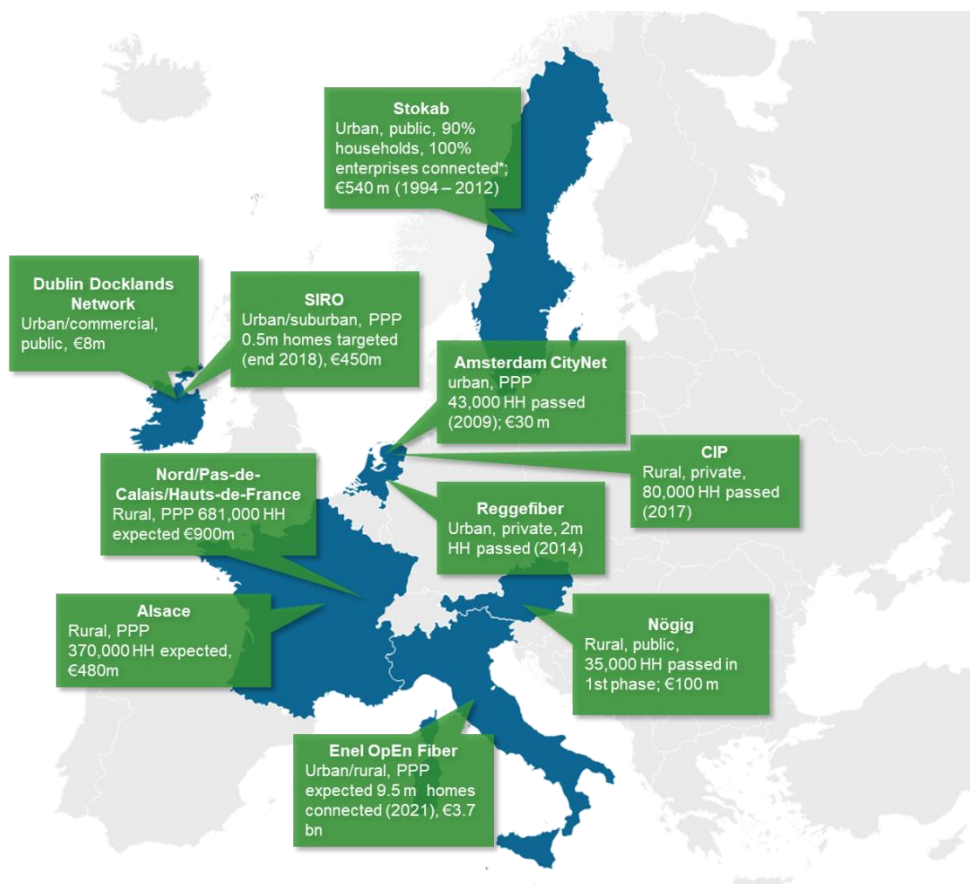 Stokab
Urban, public, 90%
households, 100%
enterprises connected*;
€540 m (1994 – 2012)
Dublin Docklands
Network
Urban/commercial,
public, €8m
SIRO
Urban/suburban, PPP
0.5m homes targeted
(end 2018), €450m
Amsterdam CityNet
urban, PPP
43,000 HH passed
(2009); €30 m
CIP
Rural, private,
80,000 HH passed
(2017)
Nord/Pas-de-
Calais/Hauts-de-France
Rural, PPP 681,000 HH
expected €900m
Reggefiber
Urban, private, 2m
HH passed (2014)
Alsace
Rural, PPP
370,000 HH expected,
€480m
Nögig
Rural, public,
35,000 HH passed in
1st phase; €100 m
Enel OpEn Fiber
Urban/rural, PPP
expected 9.5 m homes
connected (2021), €3.7
bn